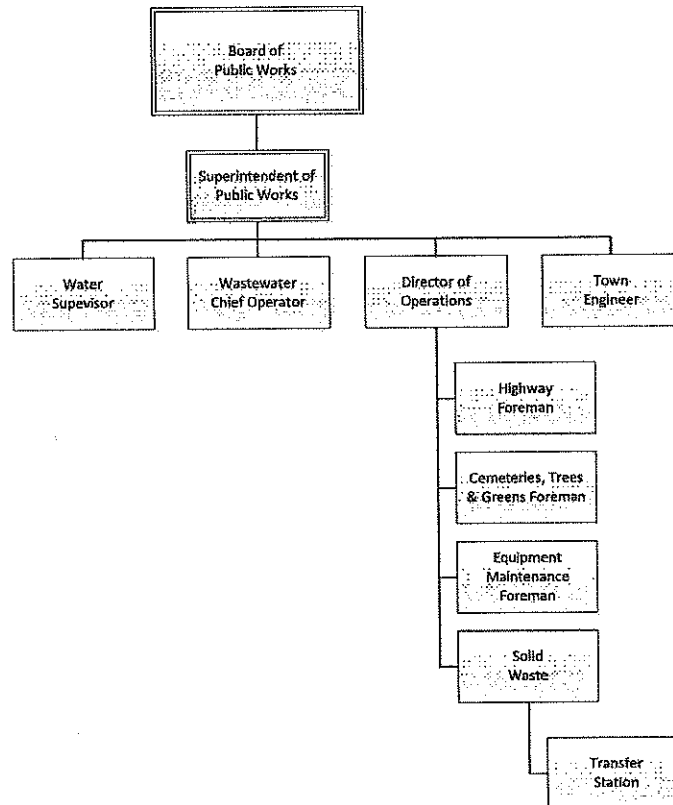 Board of
Public Works
Superintendent of
Public Works
Water
Supevisor
Wastewater
Chief Operator
Director of
Operations
Town
Engineer
Highway
Foreman
Cemeteries, Trees
& Greens Foreman
Equipment
Maintenance
Foreman
Solid
Waste
Transfer
Station